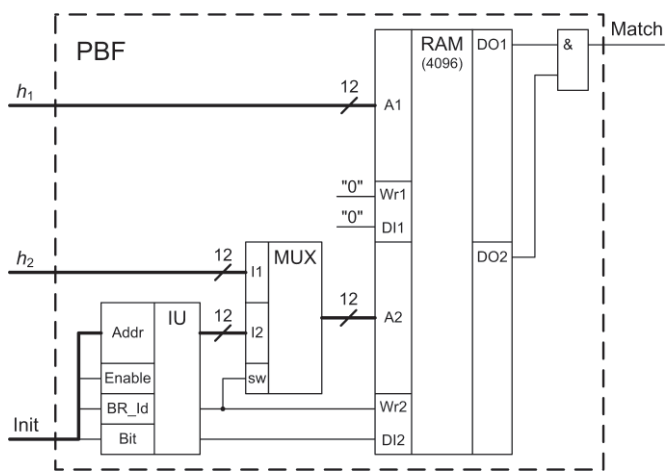 PBF
RAM
(4096)
DO1
&
Match
h1
12
A1
"0"
Wr1
"0"
DI1
h2
12
I1
MUX
DO2
12
A2
IU
12
I2
Addr
Enable
sw
BR_Id
Wr2
Init
Bit
DI2